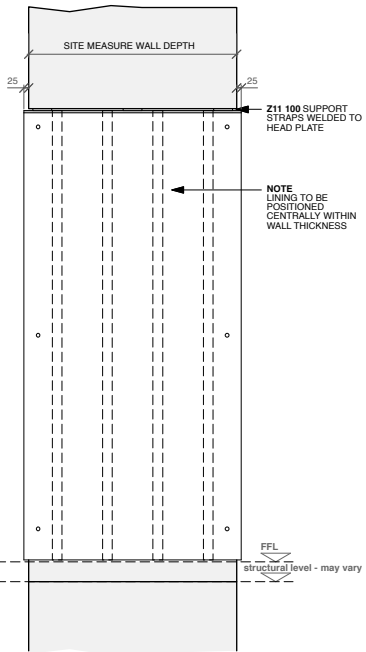 SITE MEASURE WALL DEPTH
25
25
Z11 100 SUPPORT
STRAPS WELDED TO
HEAD PLATE
NOTE
LINING TO BE
POSITIONED
CENTRALLY WITHIN
WALL THICKNESS
FFL
structural level - may vary